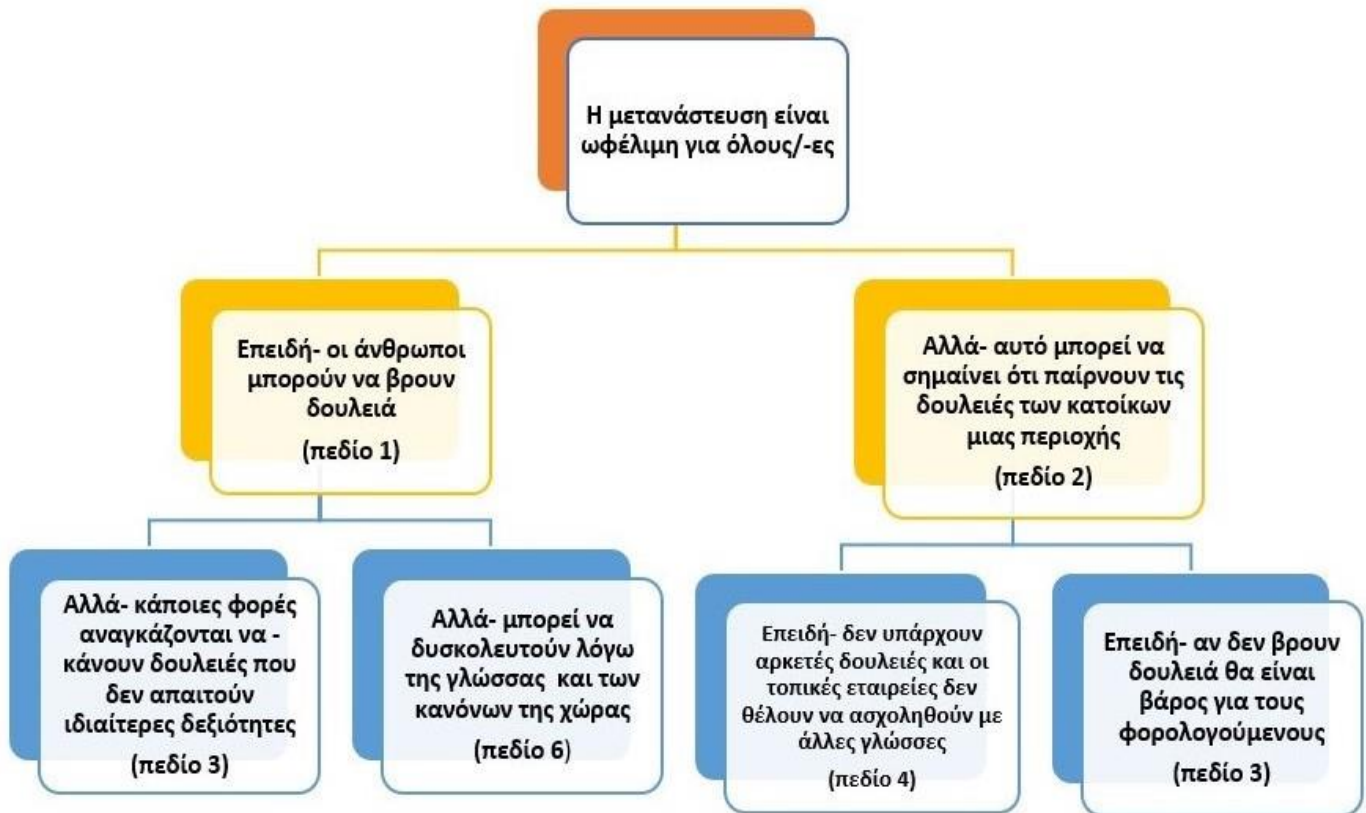 Η μετανάστευση είναι
ωφέλιμη για όλους/-ες
Επειδή- οι άνθρωποι
μπορούν να βρουν
δουλειά
(πεδίο 1)
Αλλά- αυτό μπορεί να
σημαίνει ότι παίρνουν τις
δουλειές των κατοίκων
μιας περιοχής
(πεδίο 2)
Αλλά- κάποιες φορές
αναγκάζονται να -
κάνουν δουλειές που
δεν απαιτούν
ιδιαίτερες δεξιότητες
(πεδίο 3)
Αλλά- μπορεί να
δυσκολευτούν λόγω
της γλώσσας και των
κανόνων της χώρας
(πεδίο 6)
Επειδή- δεν υπάρχουν
αρκετές δουλειές και οι
τοπικές εταιρείες δεν
θέλουν να ασχοληθούν με
άλλες γλώσσες
(πεδίο 4)
Επειδή- αν δεν βρουν
δουλειά θα είναι
βάρος για τους
φορολογούμενους
(πεδίο 3)